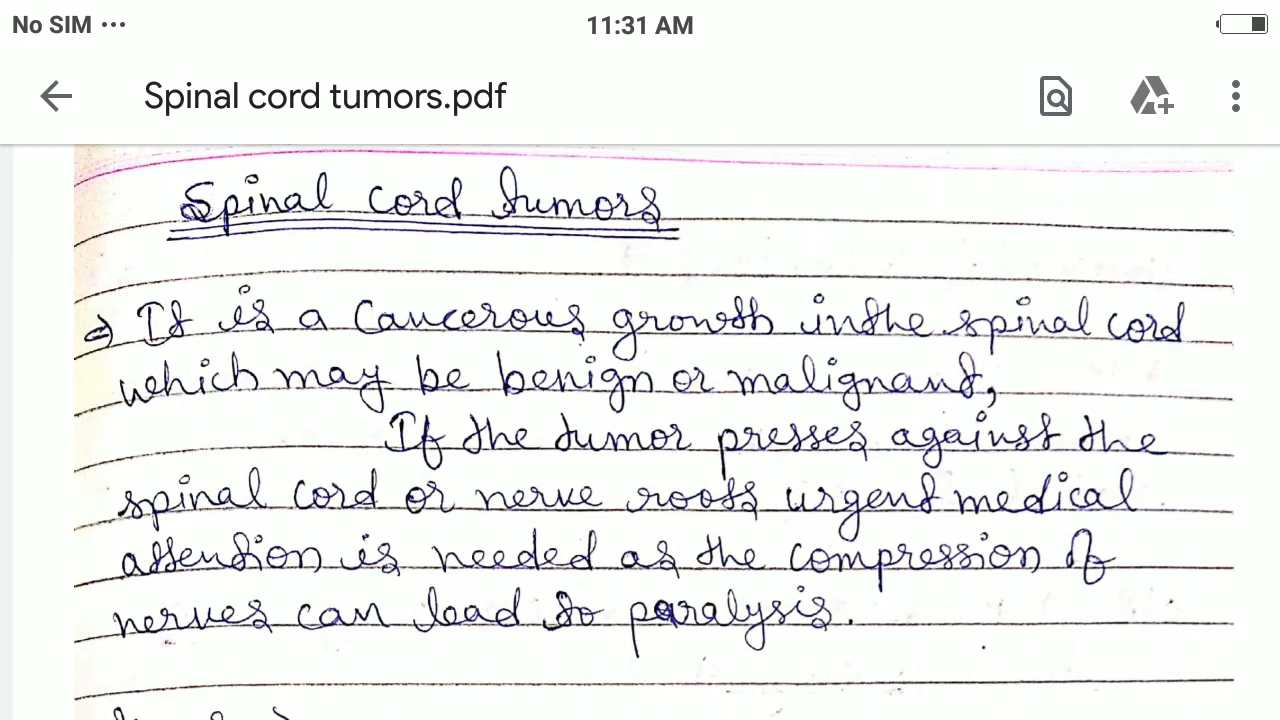 No SIM ...
11:31 AM
Spinal cord tumors.pdf
Spinal cord tumors
It is a Cancerous growth in the spinal cord
which may be benign or malignant,
If the tumor presses against the
spinal cord or nerve roots urgent medical
attention is needed as the compression of
nerves can lead to paralysis.